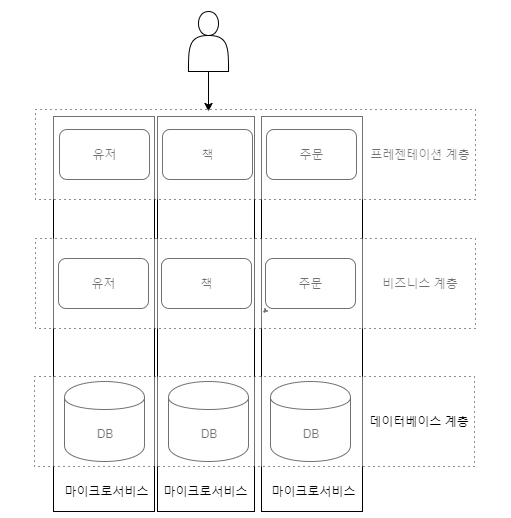 유저
책
주문
프레젠테이션 계층
유저
책
주문
비즈니스 계층
DB
DB
DB
데이터베이스 계층
마이크로서비스
마이크로서비스
마이크로서비스